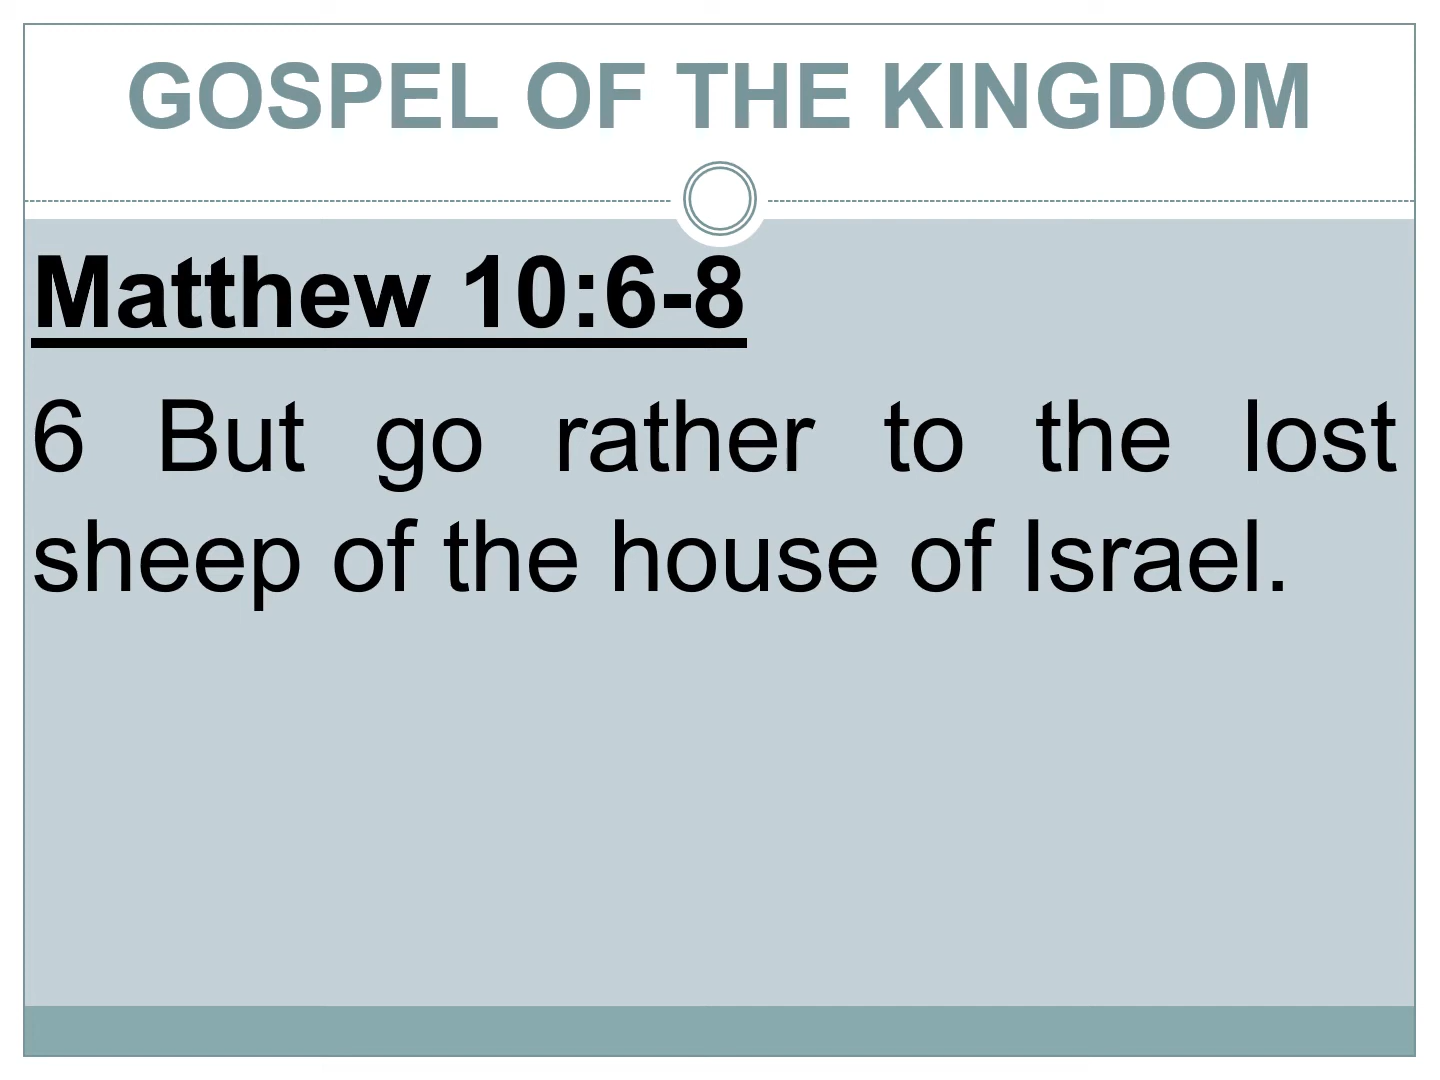 GOSPEL OF THE KINGDOM
Matthew 10:6-8
6 But go rather to the lost
sheep of the house of Israel.